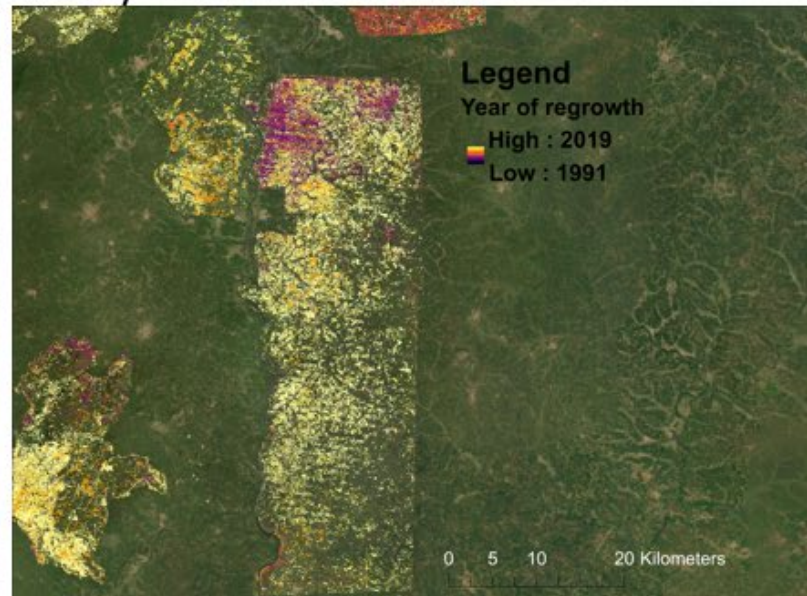 Legend
Year of regrowth
High : 2019
Low : 1991
0 5 10 20 Kilometers